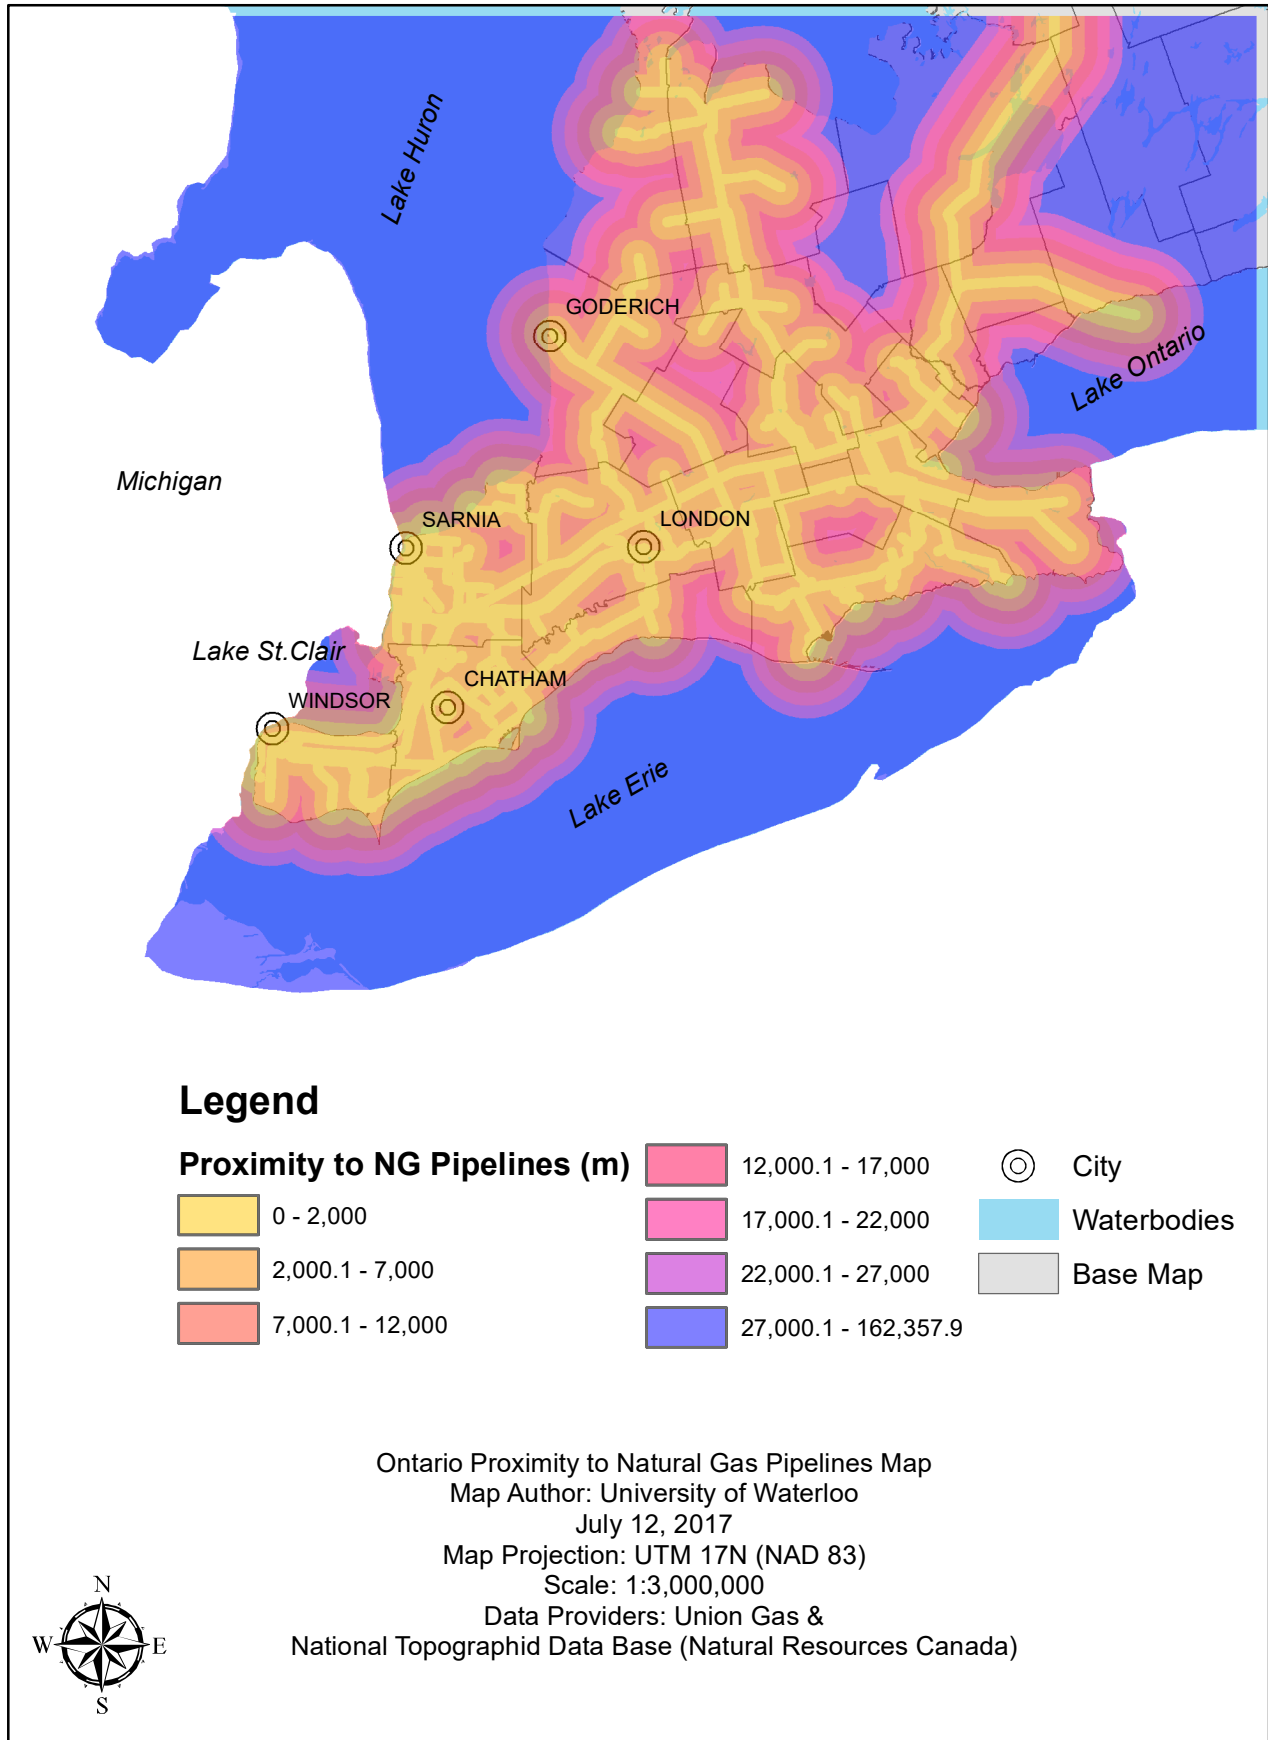 Lake Huron
GODERICH
Lake Ontario
Michigan
SARNIA
LONDON
Lake St.Clair
CHATHAM
WINDSOR
Lake Erie
Legend
Proximity to NG Pipelines (m)
0 - 2,000
2,000.1 - 7,000
7,000.1 - 12,000
12,000.1 - 17,000
17,000.1 - 22,000
22,000.1 - 27,000
27,000.1 - 162,357.9
City
Waterbodies
Base Map
Ontario Proximity to Natural Gas Pipelines Map
Map Author: University of Waterloo
July 12, 2017
Map Projection: UTM 17N (NAD 83)
Scale: 1:3,000,000
Data Providers: Union Gas &
National Topographid Data Base (Natural Resources Canada)
N
W E
S